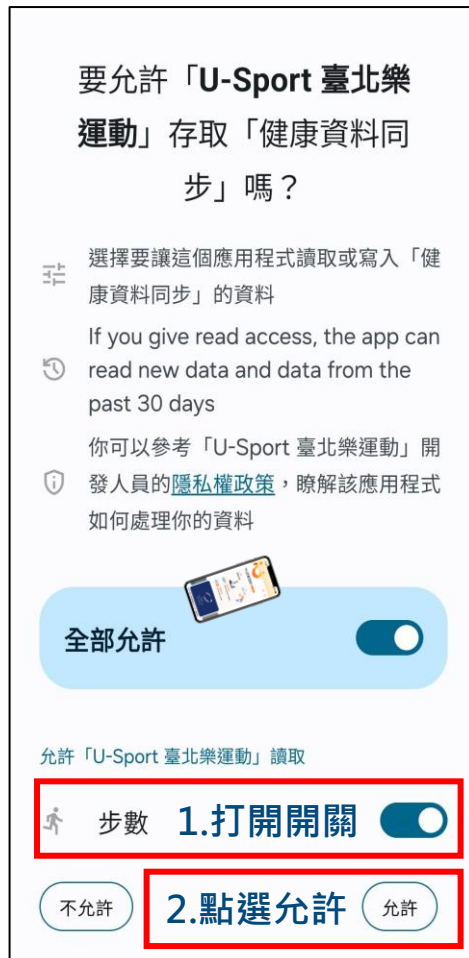 要允許「U-Sport 臺北樂
運動」存取「健康資料同
步」嗎？
選擇要讓這個應用程式讀取或寫入「健
康資料同步」的資料
If you give read access, the app can
read new data and data from the
past 30 days
你可以參考「U-Sport 臺北樂運動」開
發人員的隱私權政策，瞭解該應用程式
如何處理你的資料
全部允許
允許「U-Sport 臺北樂運動」讀取
步數 1.打開開關
不允許 2.點選允許 允許